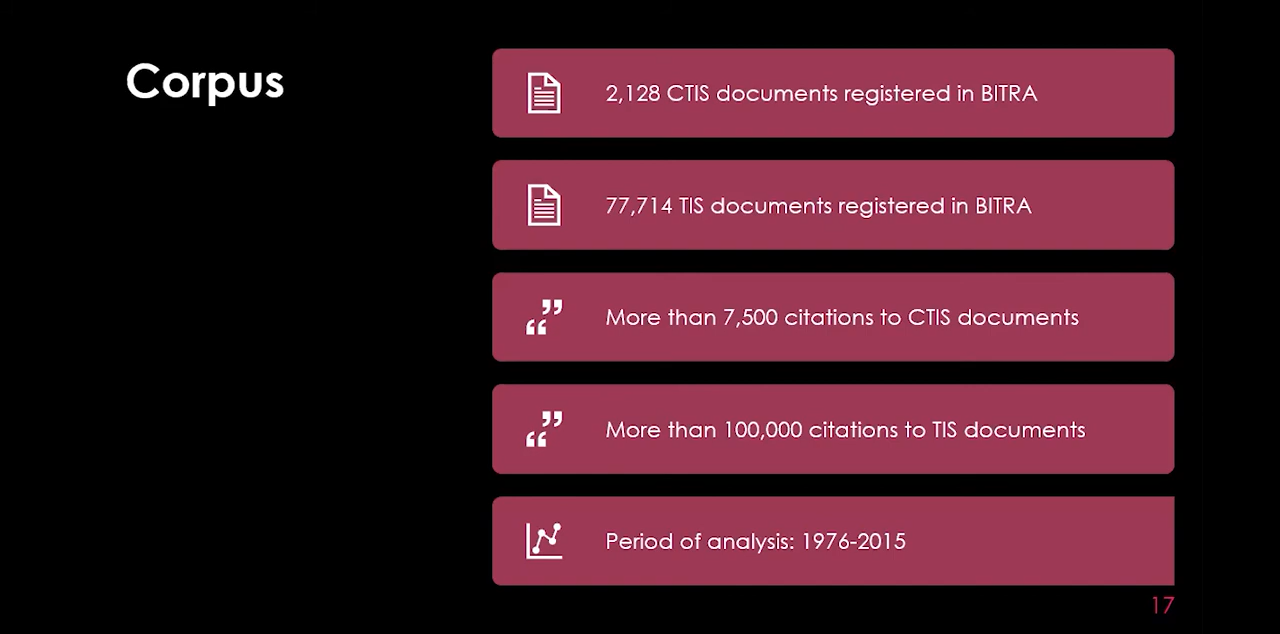 Corpus
2,128 CTIS documents registered in BITRA
77,714 TIS documents registered in BITRA
More than 7,500 citations to CTIS documents
More than 100,000 citations to TIS documents
Period of analysis: 1976-2015
17